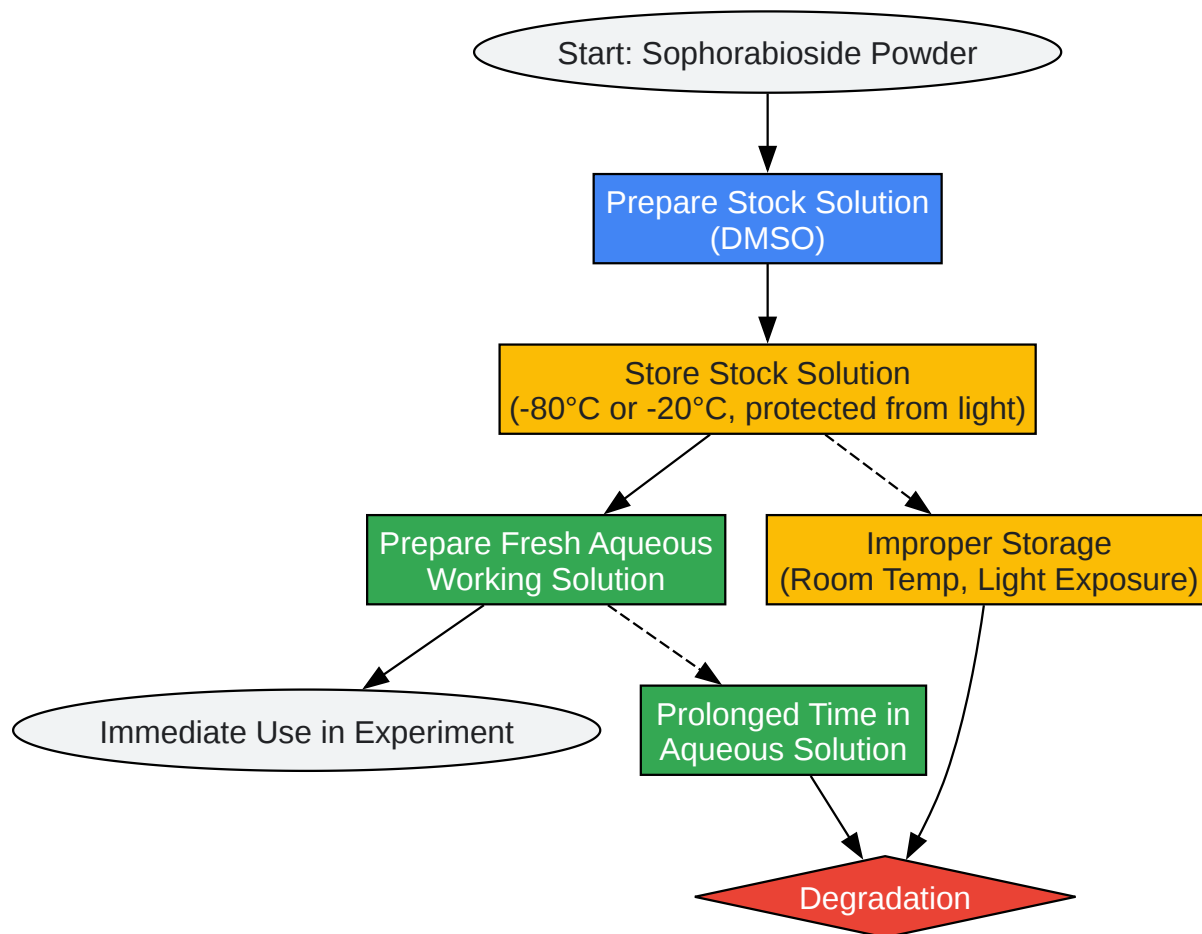 Start: Sophorabioside Powder
Prepare Stock Solution
(DMSO)
Store Stock Solution
(-80°C or -20°C, protected from light)
Prepare Fresh Aqueous
Working Solution
Improper Storage
(Room Temp, Light Exposure)
Immediate Use in Experiment
Prolonged Time in
Aqueous Solution
Degradation